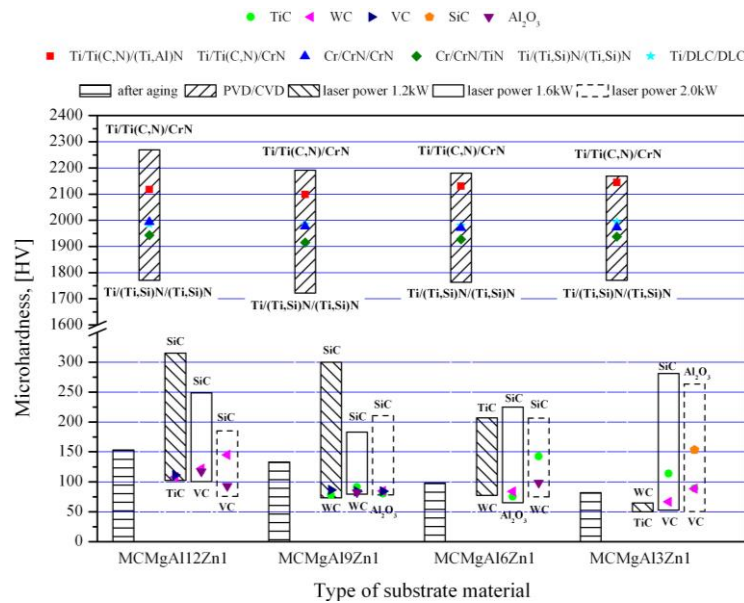 TiC WC VC SiC Al₂O₃
Ti/Ti(C,N)/(Ti,Al)N Ti/Ti(C,N)/CrN Cr/CrN/CrN Cr/CrN/TiN Ti/(Ti,Si)N/(Ti,Si)N Ti/DLC/DLC
after aging PVD/CVD laser power 1.2kW laser power 1.6kW laser power 2.0kW
Microhardness, [HV]
2400
2300
2200
2100
2000
1900
1800
1700
1600
300
250
200
150
100
50
0
Ti/Ti(C,N)/CrN
Ti/Ti(C,N)/CrN
Ti/Ti(C,N)/CrN
Ti/Ti(C,N)/CrN
Ti/(Ti,Si)N/(Ti,Si)N
Ti/(Ti,Si)N/(Ti,Si)N
Ti/(Ti,Si)N/(Ti,Si)N
Ti/(Ti,Si)N/(Ti,Si)N
SiC SiC SiC
TiC VC VC
SiC SiC SiC
WC WC Al₂O₃
TiC SiC SiC
WC Al₂O₃ WC
WC SiC Al₂O₃
TiC VC VC
MCMgAl12Zn1 MCMgAl9Zn1 MCMgAl6Zn1 MCMgAl3Zn1
Type of substrate material